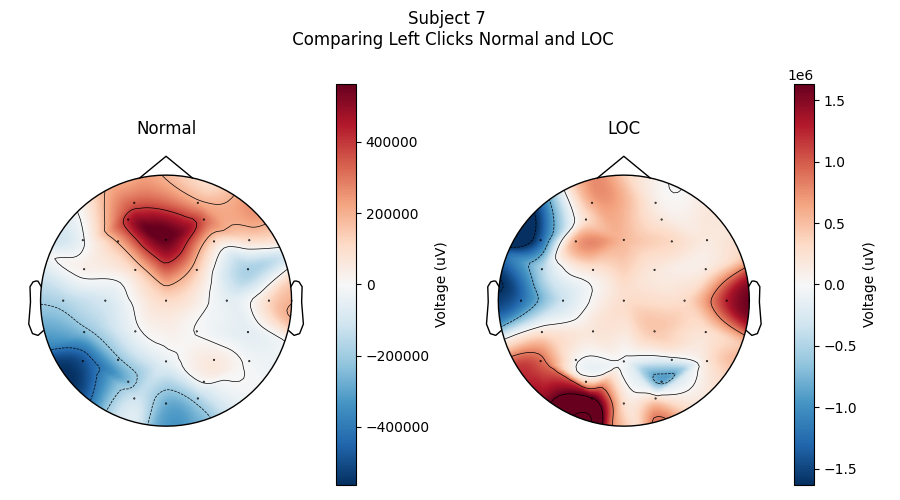 Subject 7
Comparing Left Clicks Normal and LOC
Normal
400000
200000
0
−200000
−400000
Voltage (uV)
LOC
1e6
1.5
1.0
0.5
0.0
−0.5
−1.0
−1.5
Voltage (uV)